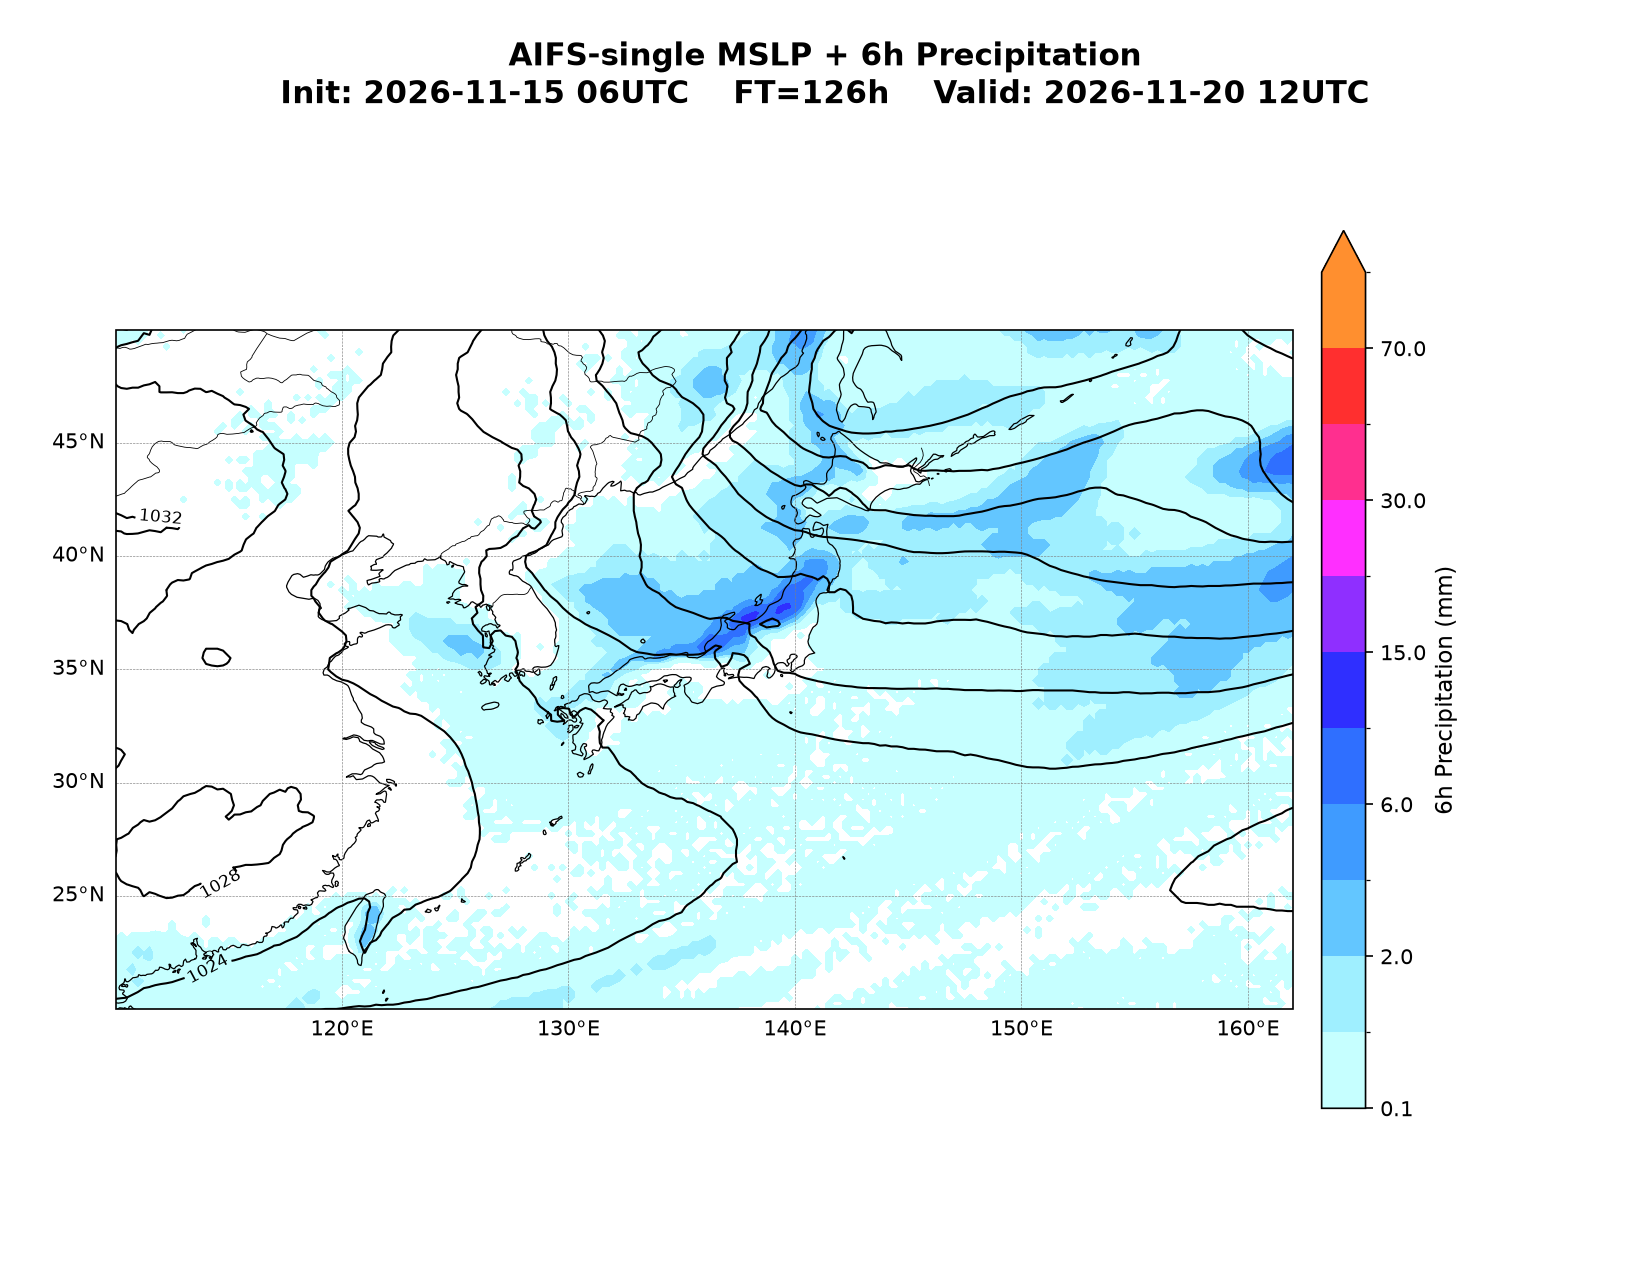 AIFS-single MSLP + 6h Precipitation
Init: 2026-11-15 06UTC    FT=126h    Valid: 2026-11-20 12UTC
70.0
45°N
1032
30.0
40°N
15.0
35°N
6h Precipitation (mm)
30°N
6.0
1028
25°N
1024
2.0
120°E
130°E
140°E
150°E
160°E
0.1